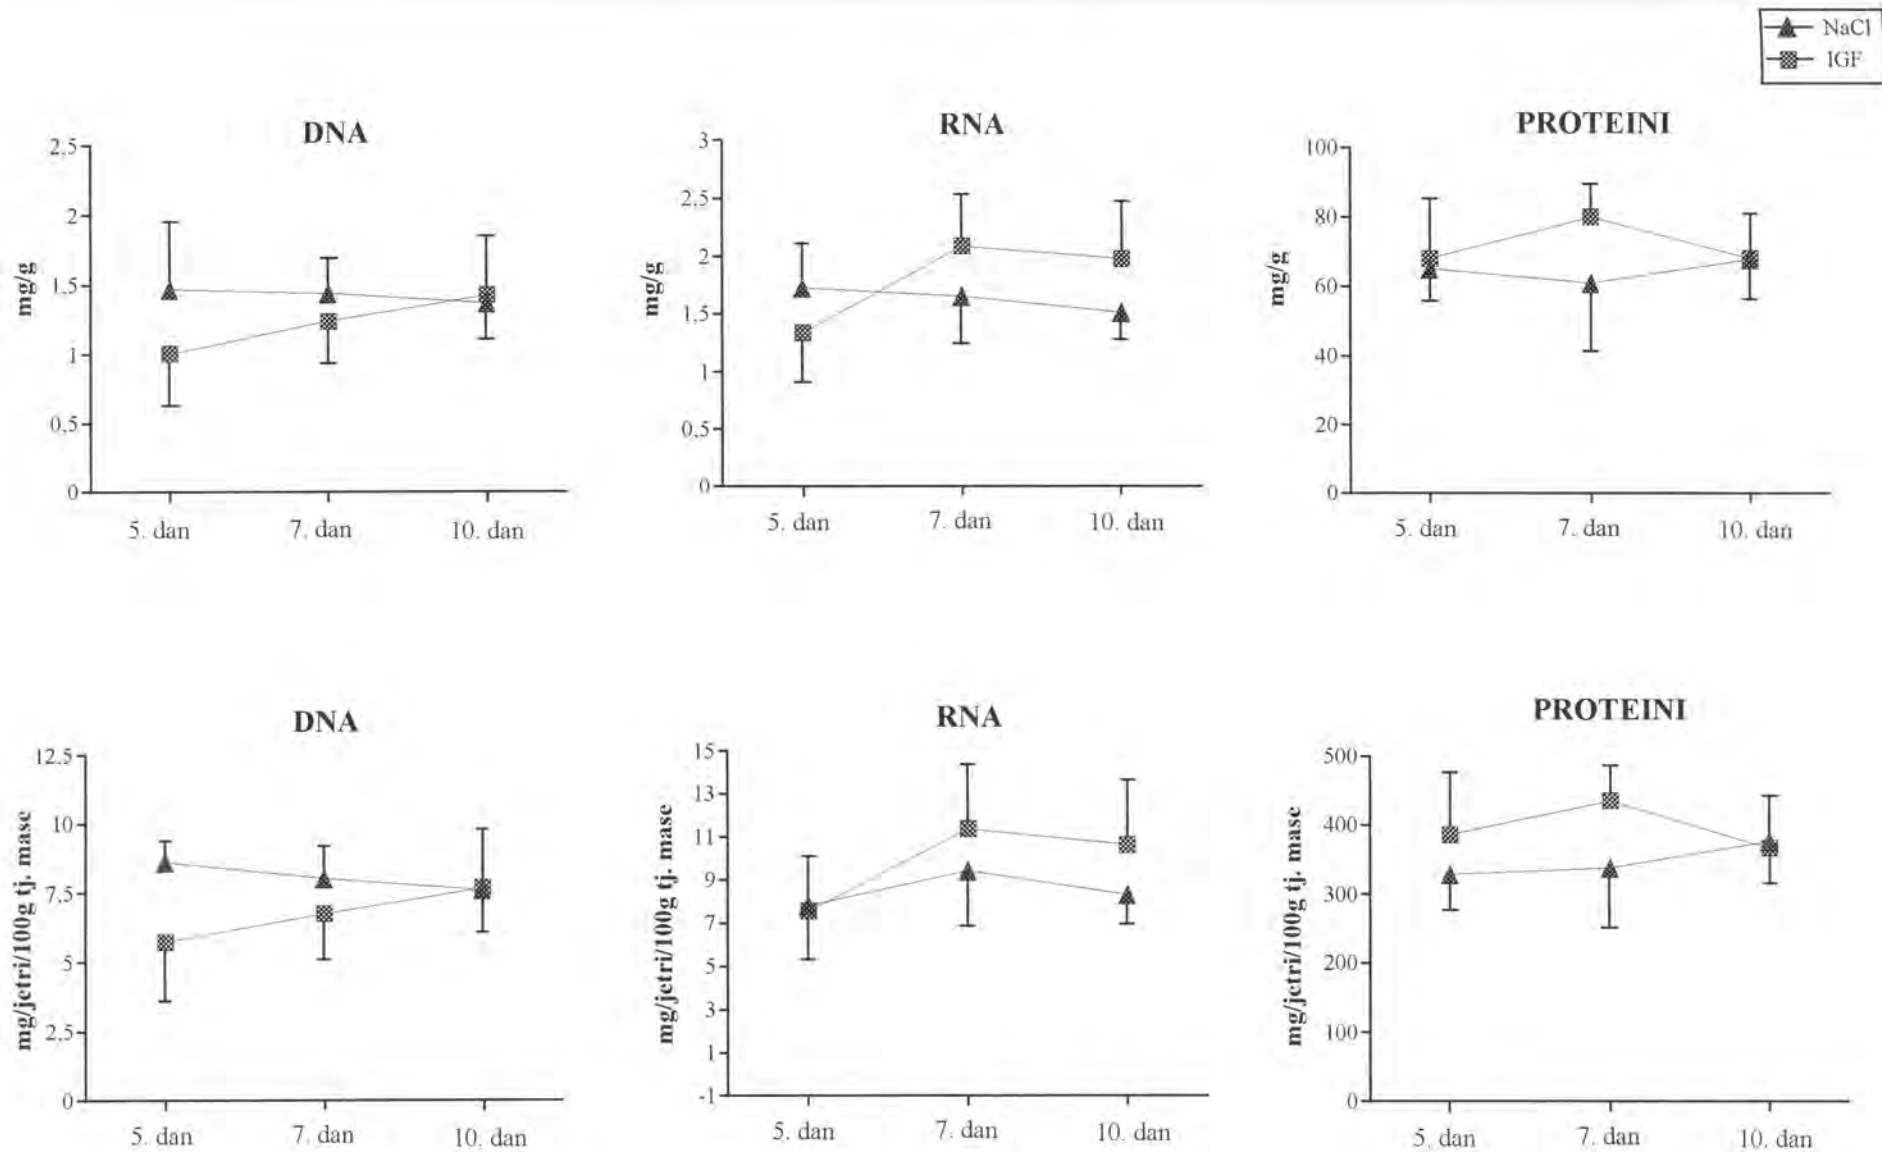 NaCl
IGF
DNA
mg/g
2.5
2
1.5
1
0.5
0
5. dan 7. dan 10. dan
RNA
mg/g
3
2.5
2
1.5
1
0.5
0
5. dan 7. dan 10. dan
PROTEINI
mg/g
100
80
60
40
20
0
5. dan 7. dan 10. dan
DNA
mg/jetri/100g tj. mase
12.5
10
7.5
5
2.5
0
5. dan 7. dan 10. dan
RNA
mg/jetri/100g tj. mase
15
13
11
9
7
5
3
1
-1
5. dan 7. dan 10. dan
PROTEINI
mg/jetri/100g tj. mase
500
400
300
200
100
0
5. dan 7. dan 10. dan